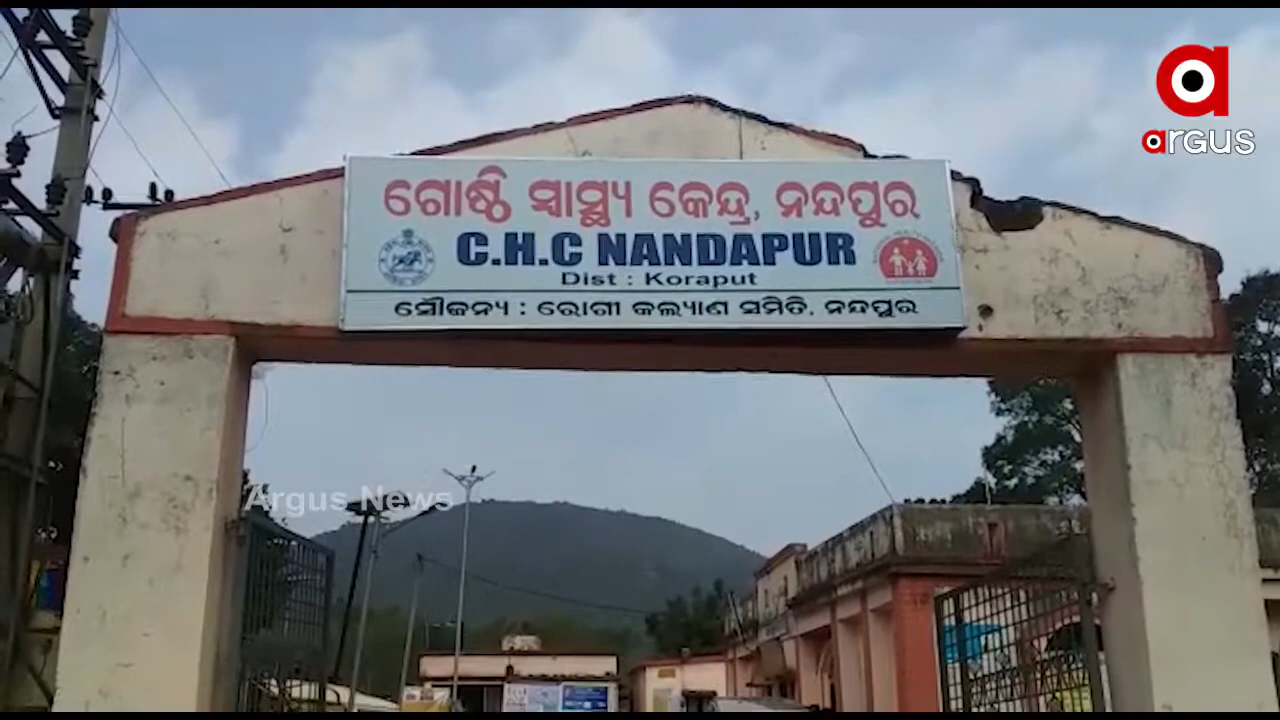 ଗୋଷ୍ଠି ସ୍ୱାସ୍ଥ୍ୟ କେନ୍ଦ୍ର, ନନ୍ଦପୁର
C.H.C NANDAPUR
Dist : Koraput
ସୌଜନ୍ୟ : ରୋଗୀ କଲ୍ୟାଣ ସମିତି, ନନ୍ଦପୁର
argus
Argus News